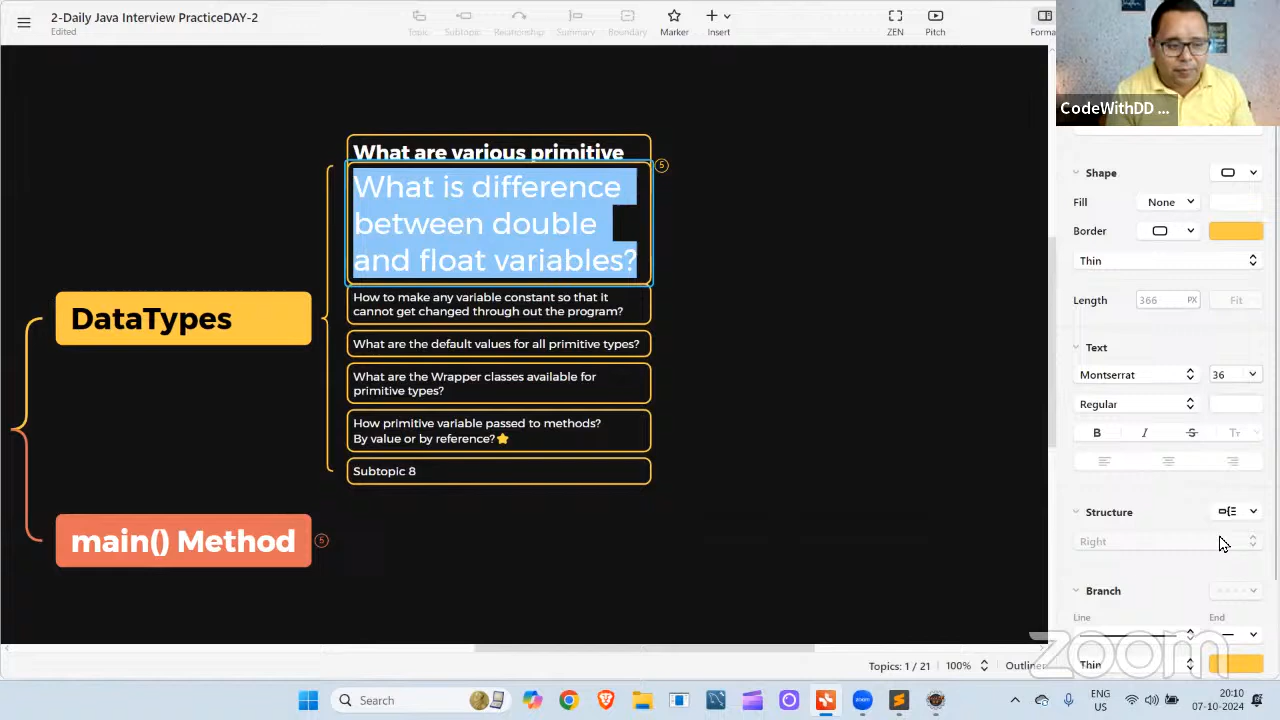 2-Daily Java Interview PracticeDAY-2
Edited
Topic
Subtopic
Relationship
Summary
Boundary
Marker
Insert
ZEN
Pitch
Forma
CodeWithDD ...
What are various primitive
5
What is difference
between double
and float variables?
How to make any variable constant so that it
cannot get changed through out the program?
What are the default values for all primitive types?
What are the Wrapper classes available for
primitive types?
How primitive variable passed to methods?
By value or by reference?
Subtopic 8
DataTypes
main() Method
5
Shape
Fill
None
Border
Thin
Length
366
PX
Fit
Text
Montserrat
36
Regular
B
I
S
Tт
Structure
Right
Branch
Line
End
Thin
zoom
Topics: 1 / 21
100%
Outliner
Search
ENG
US
20:10
07-10-2024